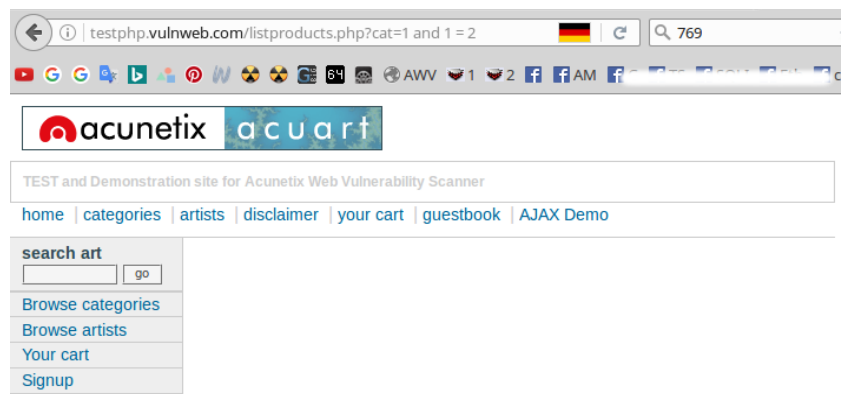 testphp.vulnweb.com/listproducts.php?cat=1 and 1 = 2
769
64
AWV
1
2
AM
acunetix
acuart
TEST and Demonstration site for Acunetix Web Vulnerability Scanner
home | categories | artists | disclaimer | your cart | guestbook | AJAX Demo
search art
go
Browse categories
Browse artists
Your cart
Signup